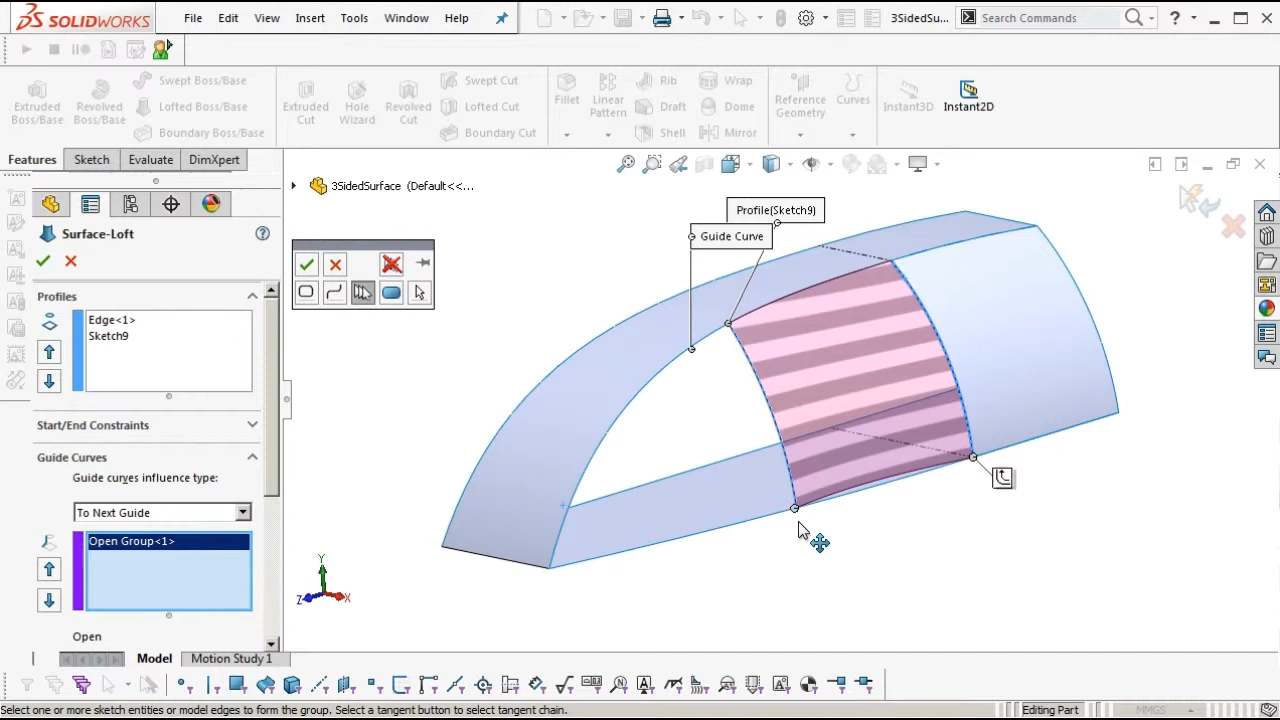 SOLIDWORKS File Edit View Insert Tools Window Help 3SidedSu... Search Commands
Extruded Boss/Base
Revolved Boss/Base
Swept Boss/Base
Lofted Boss/Base
Boundary Boss/Base
Extruded Cut
Hole Wizard
Revolved Cut
Swept Cut
Lofted Cut
Boundary Cut
Fillet
Linear Pattern
Rib
Draft
Shell
Wrap
Dome
Mirror
Reference Geometry
Curves
Instant3D
Instant2D
Features Sketch Evaluate DimXpert
3SidedSurface (Default<<...
Surface-Loft
Profiles
Edge<1>
Sketch9
Start/End Constraints
Guide Curves
Guide curves influence type:
To Next Guide
Open Group<1>
Open
Profile(Sketch9)
Guide Curve
Y
Z
X
Model Motion Study 1
Select one or more sketch entities or model edges to form the group. Select a tangent button to select tangent chain. Editing Part MMGS